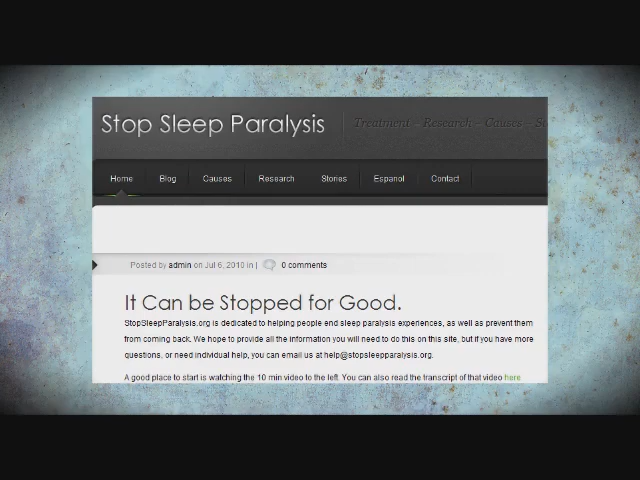 Stop Sleep Paralysis
Treatment ~ Research ~ Causes ~
Home Blog Causes Research Stories Espanol Contact
Posted by admin on Jul 6, 2010 in | 0 comments
It Can be Stopped for Good.
StopSleepParalysis.org is dedicated to helping people end sleep paralysis experiences, as well as prevent them
from coming back. We hope to provide all the information you will need to do this on this site, but if you have more
questions, or need individual help, you can email us at help@stopsleepparalysis.org.
A good place to start is watching the 10 min video to the left. You can also read the transcript of that video here